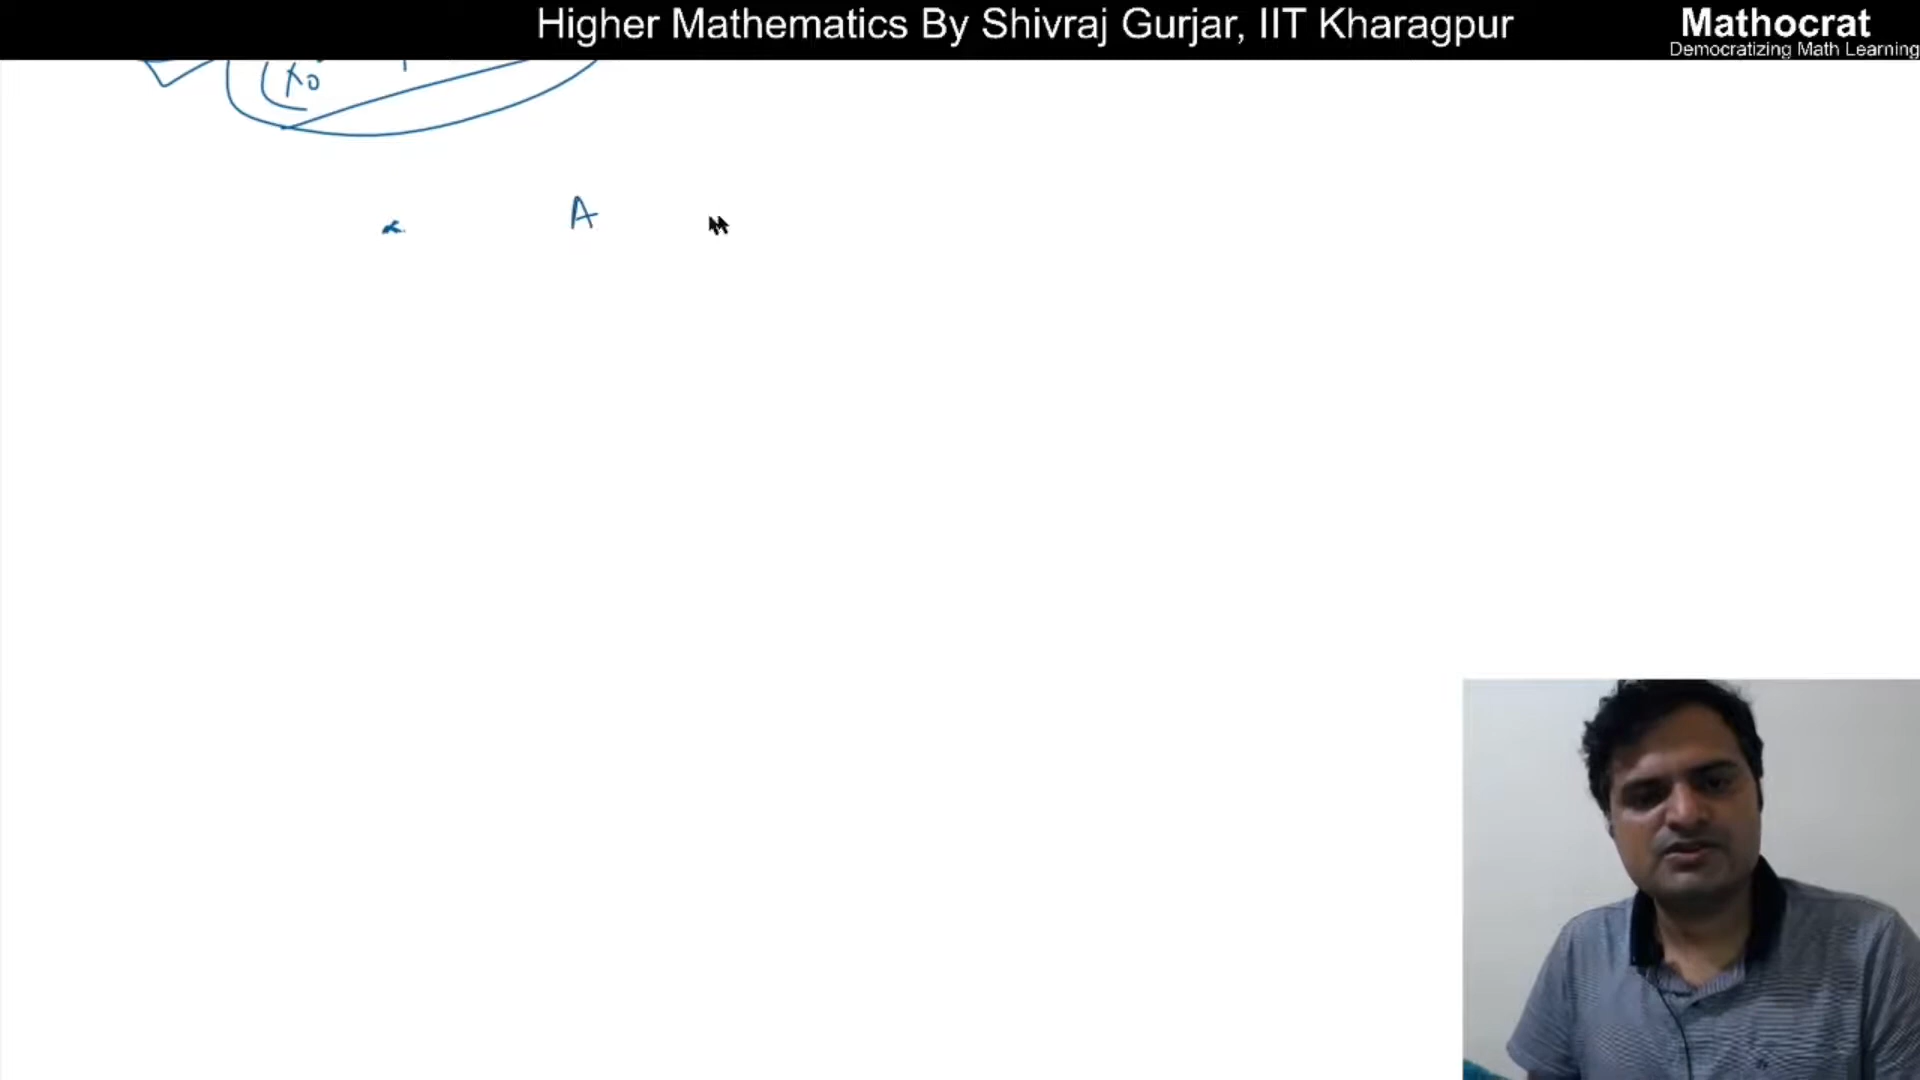 Higher Mathematics By Shivraj Gurjar, IIT Kharagpur
Mathocrat
Democratizing Math Learning
x₀
A